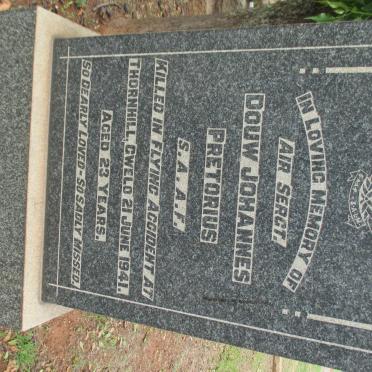 IN LOVING MEMORY OF
AIR SERGT.
DOUW JOHANNES
PRETORIUS
S.A.A.F.
KILLED IN FLYING ACCIDENT AT
THORNHILL, GWELO 21 JUNE 1941.
AGED 23 YEARS.
SO DEARLY LOVED - SO SADLY MISSED.